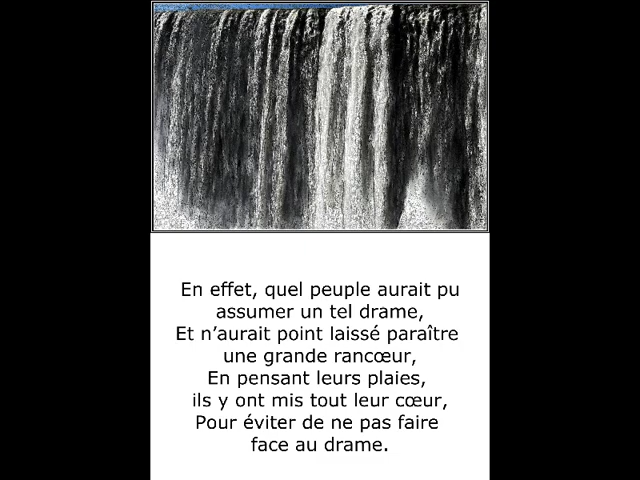 En effet, quel peuple aurait pu
assumer un tel drame,
Et n’aurait point laissé paraître
une grande rancœur,
En pensant leurs plaies,
ils y ont mis tout leur cœur,
Pour éviter de ne pas faire
face au drame.